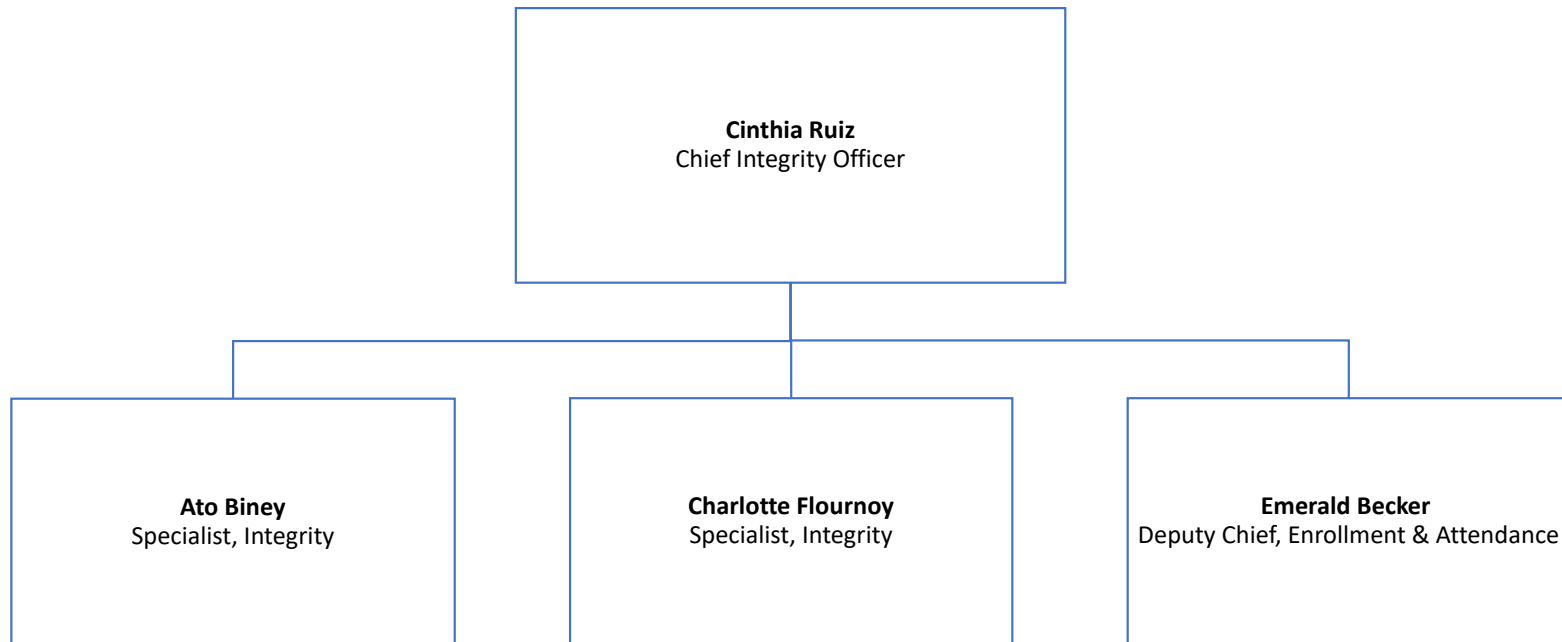 Cinthia Ruiz
Chief Integrity Officer
Ato Biney
Specialist, Integrity
Charlotte Flournoy
Specialist, Integrity
Emerald Becker
Deputy Chief, Enrollment & Attendance